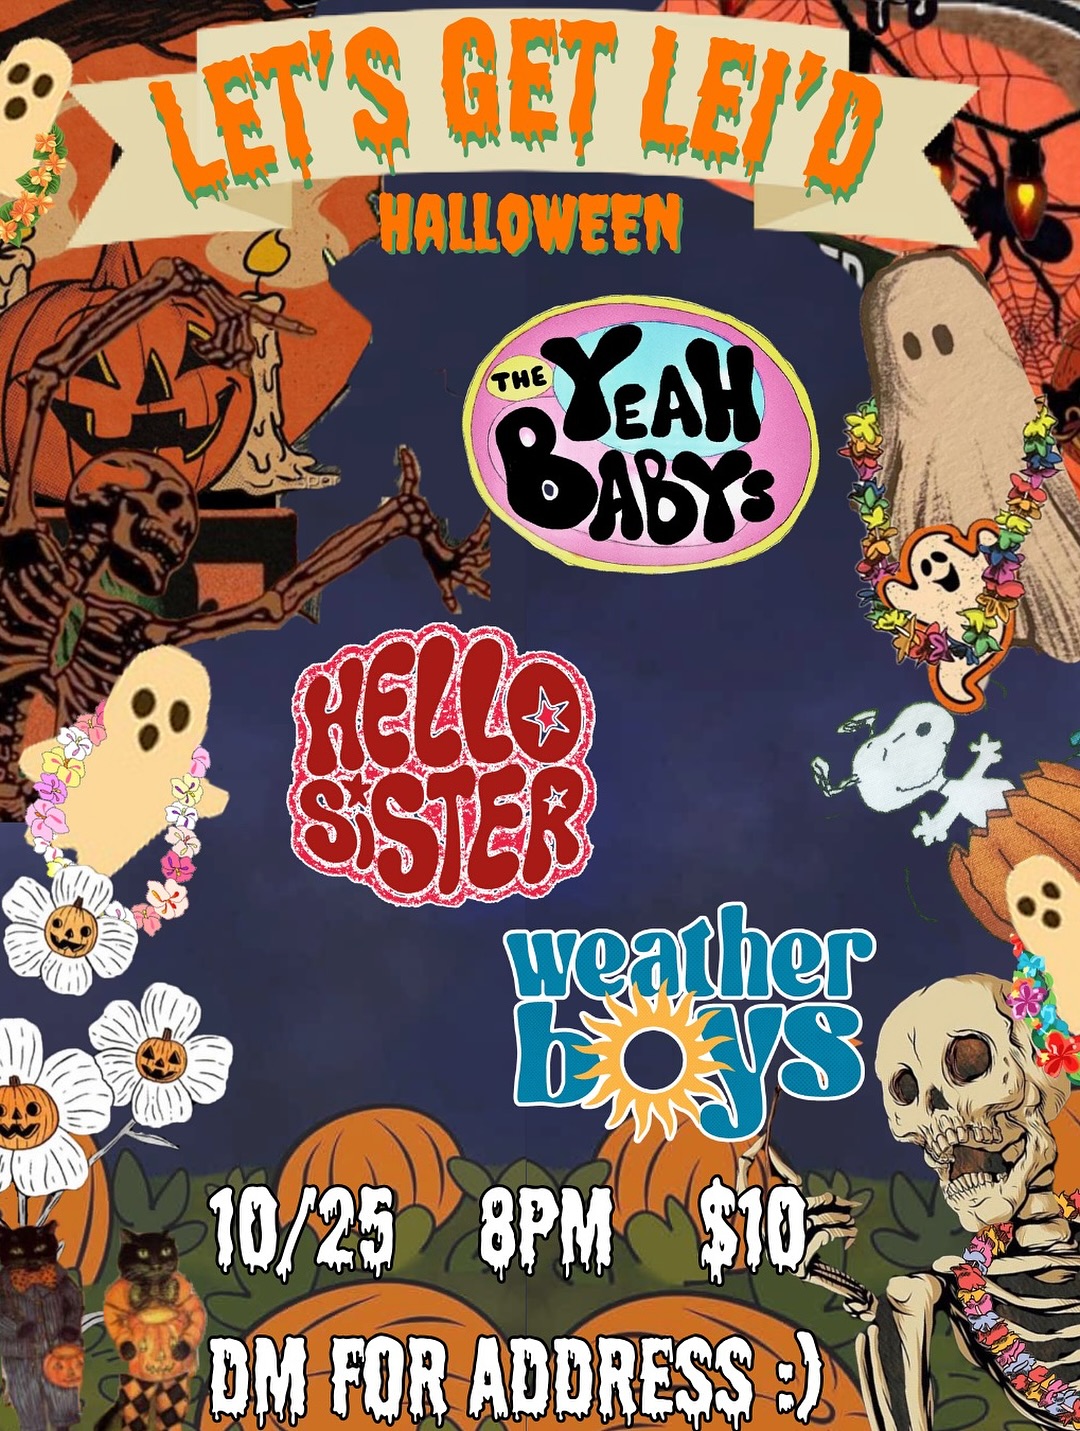 LET'S GET LEI'D
HALLOWEEN
THE YEAH
BABYS
HELLO
SISTER
weather
boys
10/25 8PM $10
DM FOR ADDRESS :)